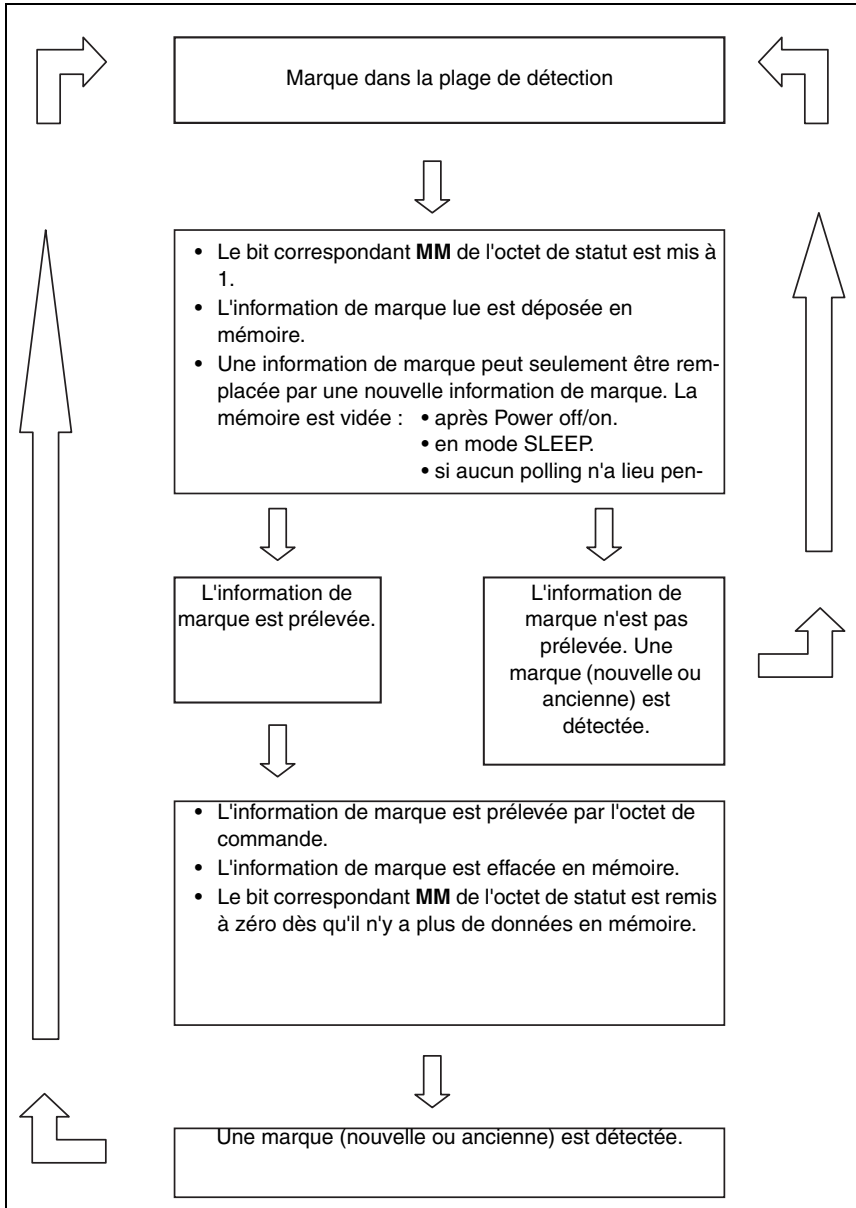 Marque dans la plage de détection
• Le bit correspondant MM de l'octet de statut est mis à
1.
• L'information de marque lue est déposée en
mémoire.
• Une information de marque peut seulement être rem-
placée par une nouvelle information de marque. La
mémoire est vidée : • après Power off/on.
• en mode SLEEP.
• si aucun polling n'a lieu pen-
L'information de
marque est prélevée.
L'information de
marque n'est pas
prélevée. Une
marque (nouvelle ou
ancienne) est
détectée.
• L'information de marque est prélevée par l'octet de
commande.
• L'information de marque est effacée en mémoire.
• Le bit correspondant MM de l'octet de statut est remis
à zéro dès qu'il n'y a plus de données en mémoire.
Une marque (nouvelle ou ancienne) est détectée.